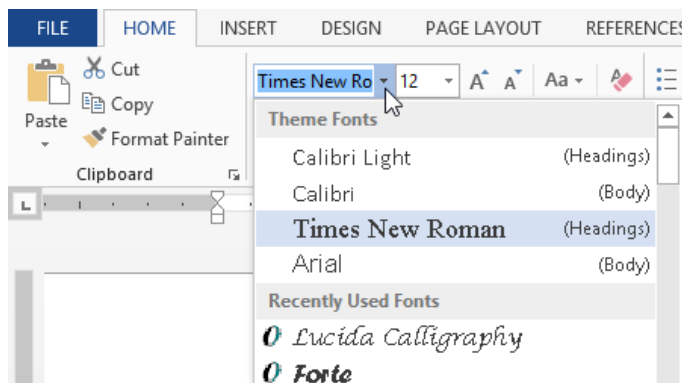 FILE HOME INSERT DESIGN PAGE LAYOUT REFERENCES
Cut
Times New Ro 12 A A Aa
Copy
Paste
Format Painter
Clipboard
L
Theme Fonts
Calibri Light (Headings)
Calibri (Body)
Times New Roman (Headings)
Arial (Body)
Recently Used Fonts
O Lucida Calligraphy
O Forte